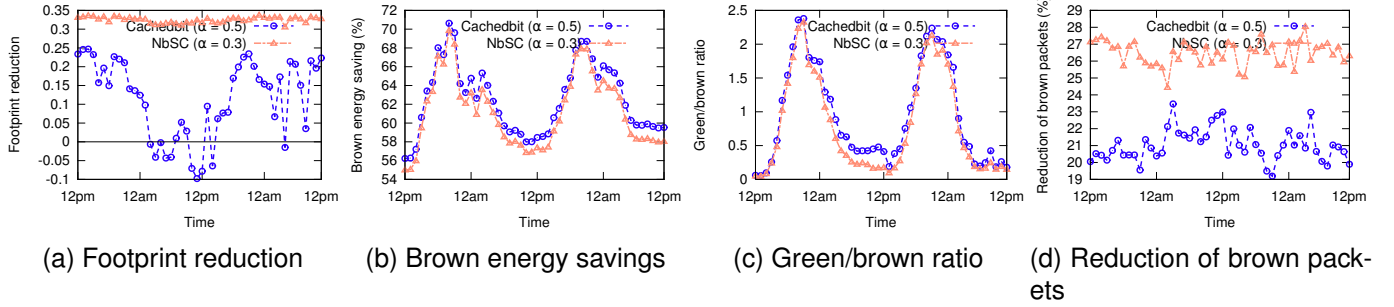 Footprint reduction
0.35
0.3
0.25
0.2
0.15
0.1
0.05
0
-0.05
-0.1
Cachedbit (α = 0.5)
NbSC (α = 0.3)
12pm 12am 12pm 12am 12pm
Time
(a) Footprint reduction
Brown energy saving (%)
72
70
68
66
64
62
60
58
56
54
Cachedbit (α = 0.5)
NbSC (α = 0.3)
12pm 12am 12pm 12am 12pm
Time
(b) Brown energy savings
Green/brown ratio
2.5
2
1.5
1
0.5
0
Cachedbit (α = 0.5)
NbSC (α = 0.3)
12pm 12am 12pm 12am 12pm
Time
(c) Green/brown ratio
Reduction of brown packets (%)
29
28
27
26
25
24
23
22
21
20
19
Cachedbit (α = 0.5)
NbSC (α = 0.3)
12pm 12am 12pm 12am 12pm
Time
(d) Reduction of brown pack-
ets